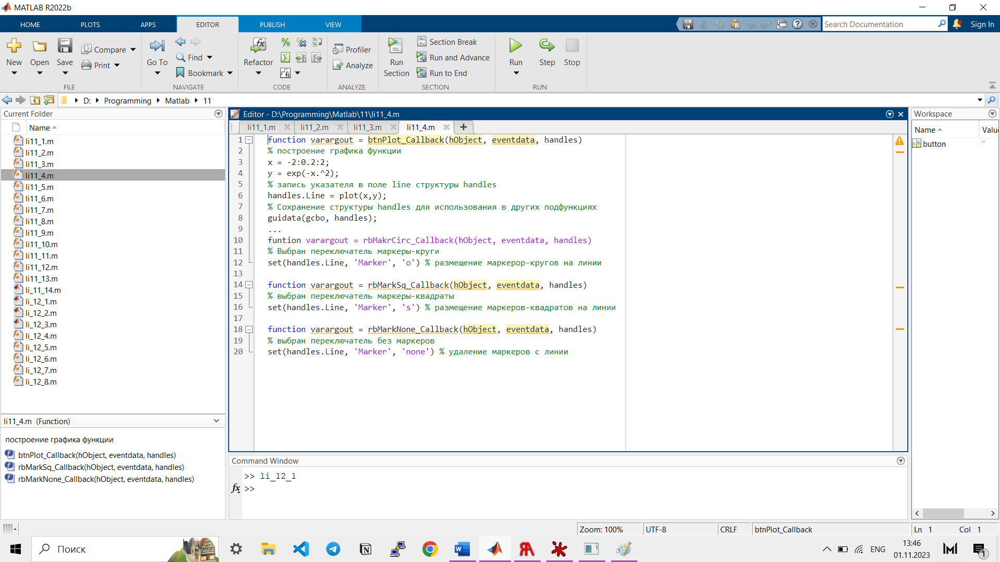 MATLAB R2022b
HOME PLOTS APPS EDITOR PUBLISH VIEW
Search Documentation
Sign In
New Open Save
Compare
Print
FILE
Go To
Find
Bookmark
NAVIGATE
Refactor
CODE
Profiler
Analyze
ANALYZE
Run Section
Section Break
Run and Advance
Run to End
SECTION
Run Step Stop
RUN
D: Programming Matlab 11
Current Folder
Name
li11_1.m
li11_2.m
li11_3.m
li11_4.m
li11_5.m
li11_6.m
li11_7.m
li11_8.m
li11_9.m
li11_10.m
li11_11.m
li11_12.m
li11_13.m
li_11_14.m
li_12_1.m
li_12_2.m
li_12_3.m
li_12_4.m
li_12_5.m
li_12_6.m
li_12_7.m
li_12_8.m
li11_4.m (Function)
построение графика функции
btnPlot_Callback(hObject, eventdata, handles)
rbMarkSq_Callback(hObject, eventdata, handles)
rbMarkNone_Callback(hObject, eventdata, handles)
Editor - D:\Programming\Matlab\11\li11_4.m
li11_1.m li11_2.m li11_3.m li11_4.m
1 function varargout = btnPlot_Callback(hObject, eventdata, handles)
2 % построение графика функции
3 x = -2:0.2:2;
4 y = exp(-x.^2);
5 % запись указателя в поле line структуры handles
6 handles.Line = plot(x,y);
7 % Сохранение структуры handles для использования в других подфункциях
8 guidata(gcbo, handles);
9 ...
10 funtion varargout = rbMakrCirc_Callback(hObject, eventdata, handles)
11 % Выбран переключатель маркеры-круги
12 set(handles.Line, 'Marker', 'o') % размещение маркерор-кругов на линии
13
14 function varargout = rbMarkSq_Callback(hObject, eventdata, handles)
15 % выбран переключатель маркеры-квадраты
16 set(handles.Line, 'Marker', 's') % размещение маркеров-квадратов на линии
17
18 function varargout = rbMarkNone_Callback(hObject, eventdata, handles)
19 % выбран переключатель без маркеров
20 set(handles.Line, 'Marker', 'none') % удаление маркеров с линии
Command Window
>> li_12_1
fx >>
Workspace
Name Valu
button ''
Zoom: 100% UTF-8 CRLF btnPlot_Callback Ln 1 Col 1
Поиск
ENG
13:46
01.11.2023
1